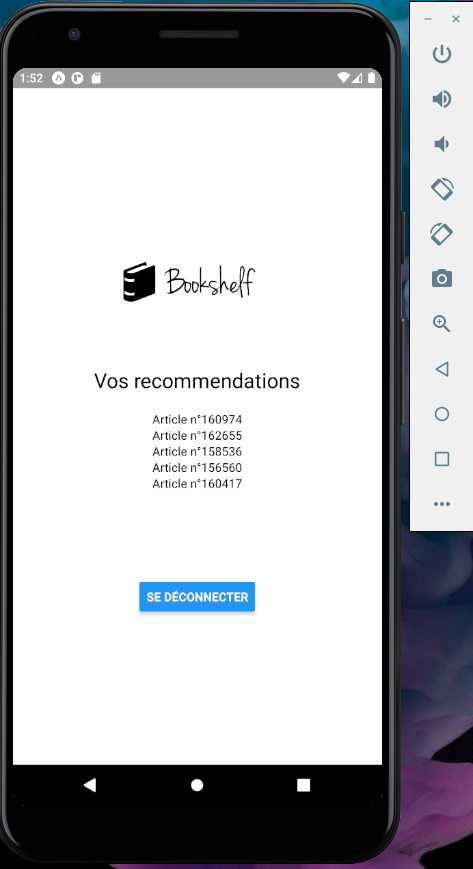 1:52
Bookshelf
Vos recommendations
Article n°160974
Article n°162655
Article n°158536
Article n°156560
Article n°160417
SE DÉCONNECTER